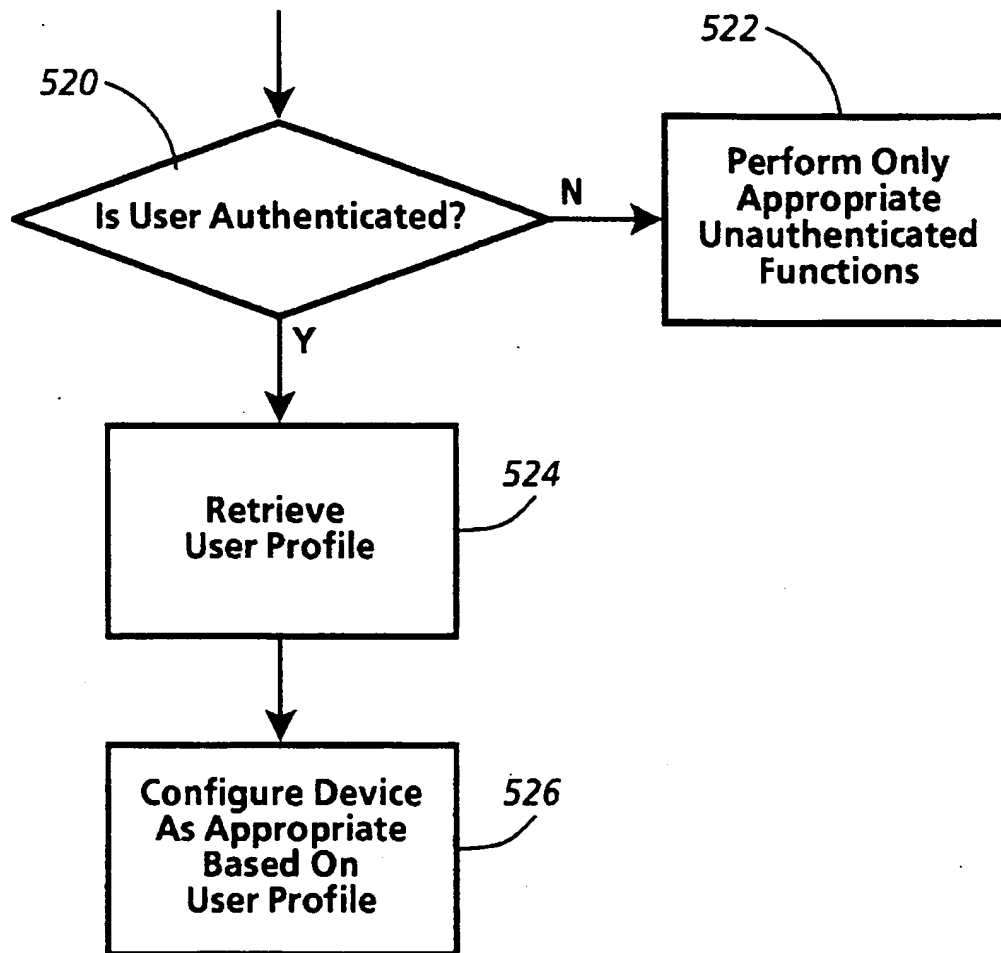 520
522
Is User Authenticated?
N
Perform Only
Appropriate
Unauthenticated
Functions
Y
Retrieve
User Profile
524
Configure Device
As Appropriate
Based On
User Profile
526